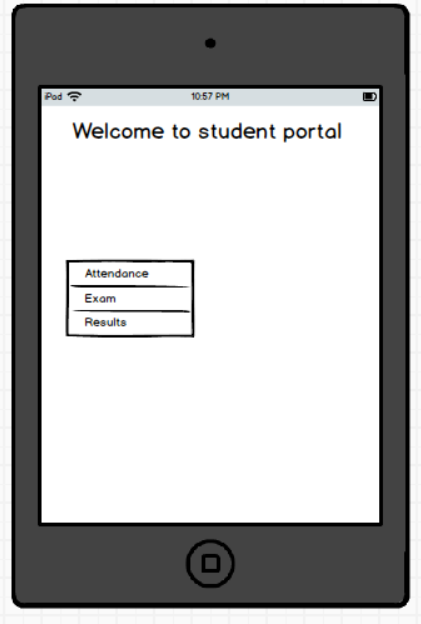 iPad 10:57 PM
Welcome to student portal
Attendance
Exam
Results